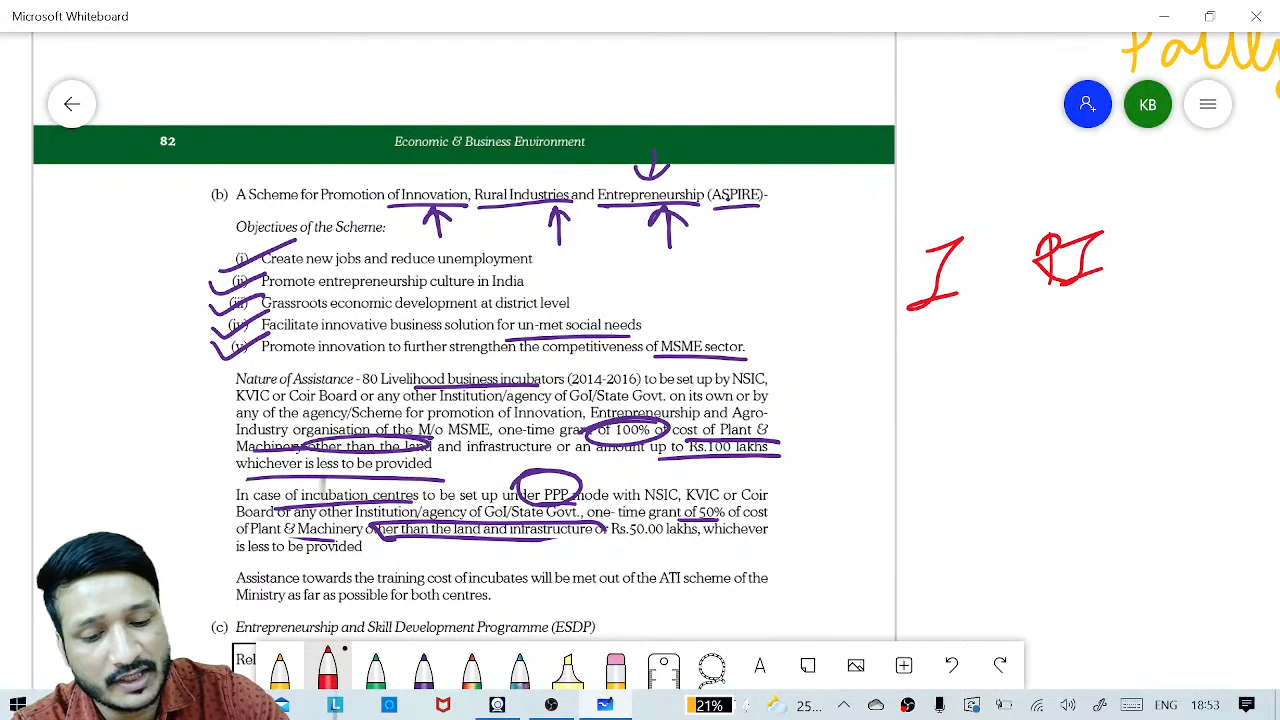 Microsoft Whiteboard
KB
82
Economic & Business Environment
(b) A Scheme for Promotion of Innovation, Rural Industries and Entrepreneurship (ASPIRE)-
Objectives of the Scheme:
(i) Create new jobs and reduce unemployment
(ii) Promote entrepreneurship culture in India
(iii) Grassroots economic development at district level
(iv) Facilitate innovative business solution for un-met social needs
(v) Promote innovation to further strengthen the competitiveness of MSME sector.
Nature of Assistance - 80 Livelihood business incubators (2014-2016) to be set up by NSIC,
KVIC or Coir Board or any other Institution/agency of GoI/State Govt. on its own or by
any of the agency/Scheme for promotion of Innovation, Entrepreneurship and Agro-
Industry organisation of the M/o MSME, one-time grant of 100% of cost of Plant &
Machinery other than the land and infrastructure or an amount up to Rs.100 lakhs
whichever is less to be provided
In case of incubation centres to be set up under PPP mode with NSIC, KVIC or Coir
Board or any other Institution/agency of GoI/State Govt., one- time grant of 50% of cost
of Plant & Machinery other than the land and infrastructure or Rs.50.00 lakhs, whichever
is less to be provided
Assistance towards the training cost of incubates will be met out of the ATI scheme of the
Ministry as far as possible for both centres.
(c) Entrepreneurship and Skill Development Programme (ESDP)
I RI
A
21%
25...
ENG
18:53